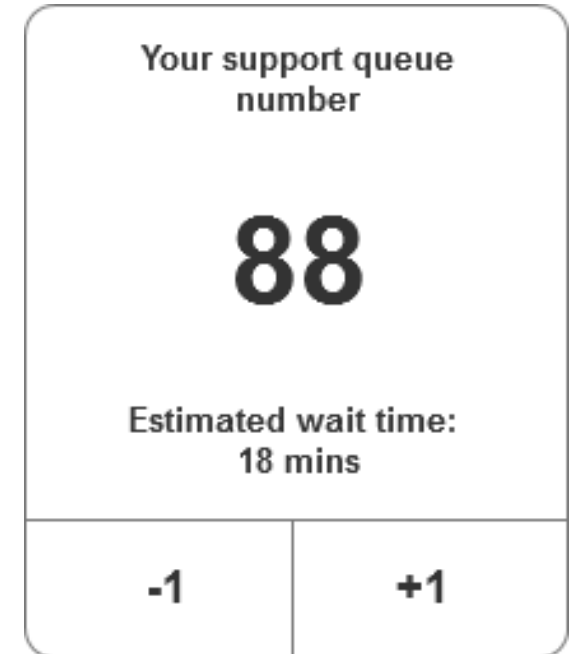 Your support queue
number
88
Estimated wait time:
18 mins
-1 +1